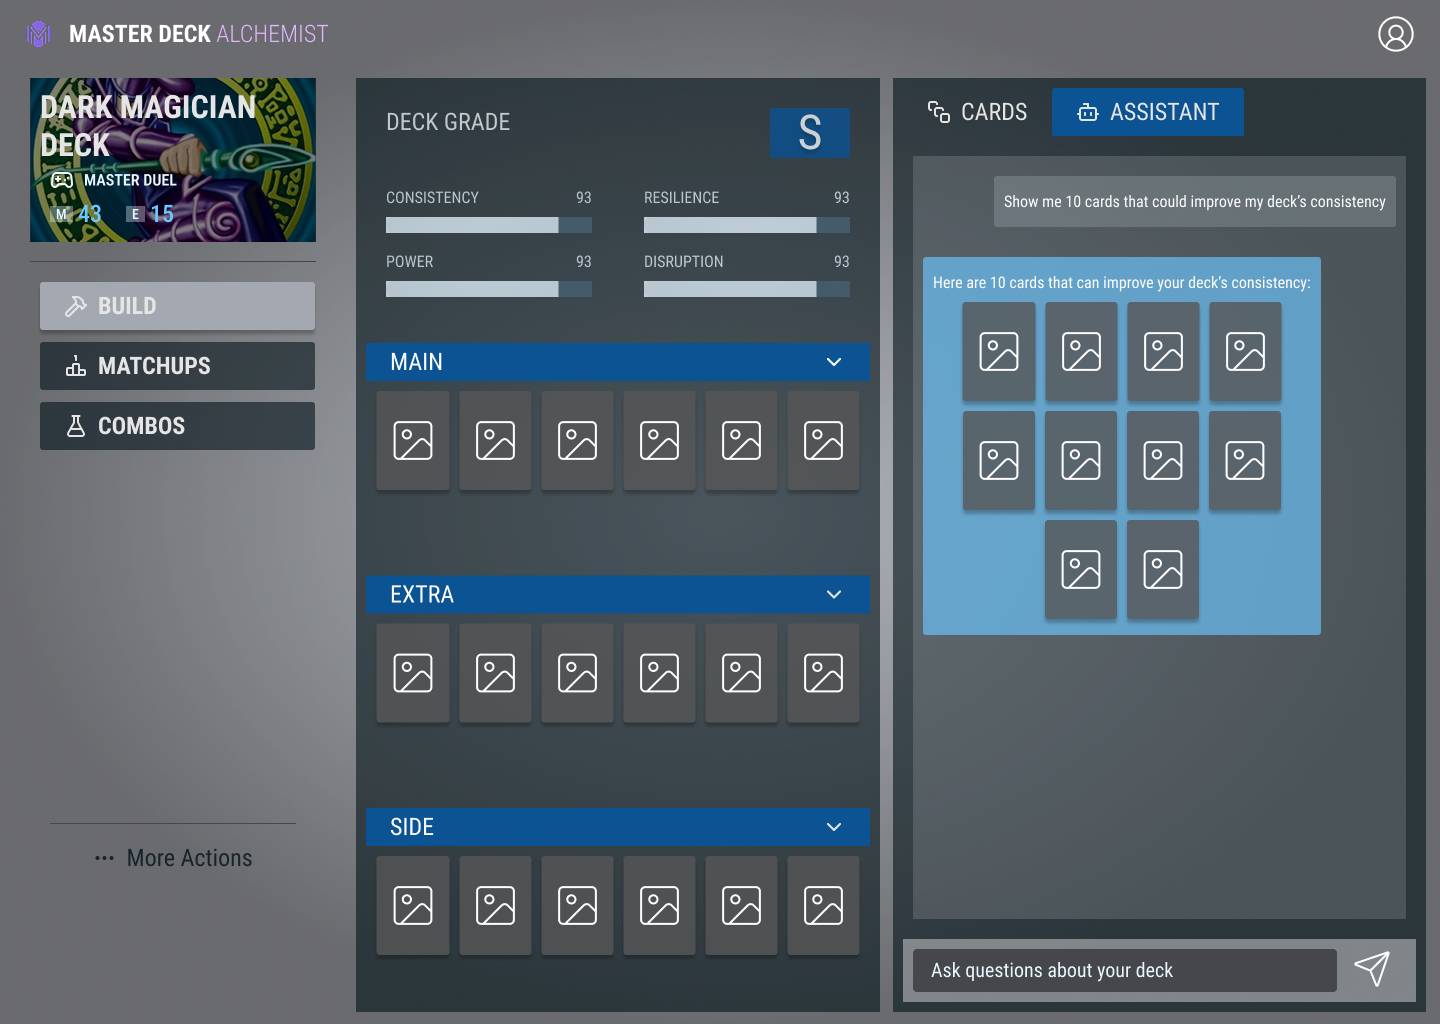 MASTER DECK ALCHEMIST
DARK MAGICIAN
DECK
MASTER DUEL
M 43 E 15
BUILD
MATCHUPS
COMBOS
More Actions
DECK GRADE
S
CONSISTENCY 93
RESILIENCE 93
POWER 93
DISRUPTION 93
MAIN
EXTRA
SIDE
CARDS
ASSISTANT
Show me 10 cards that could improve my deck's consistency
Here are 10 cards that can improve your deck's consistency:
Ask questions about your deck